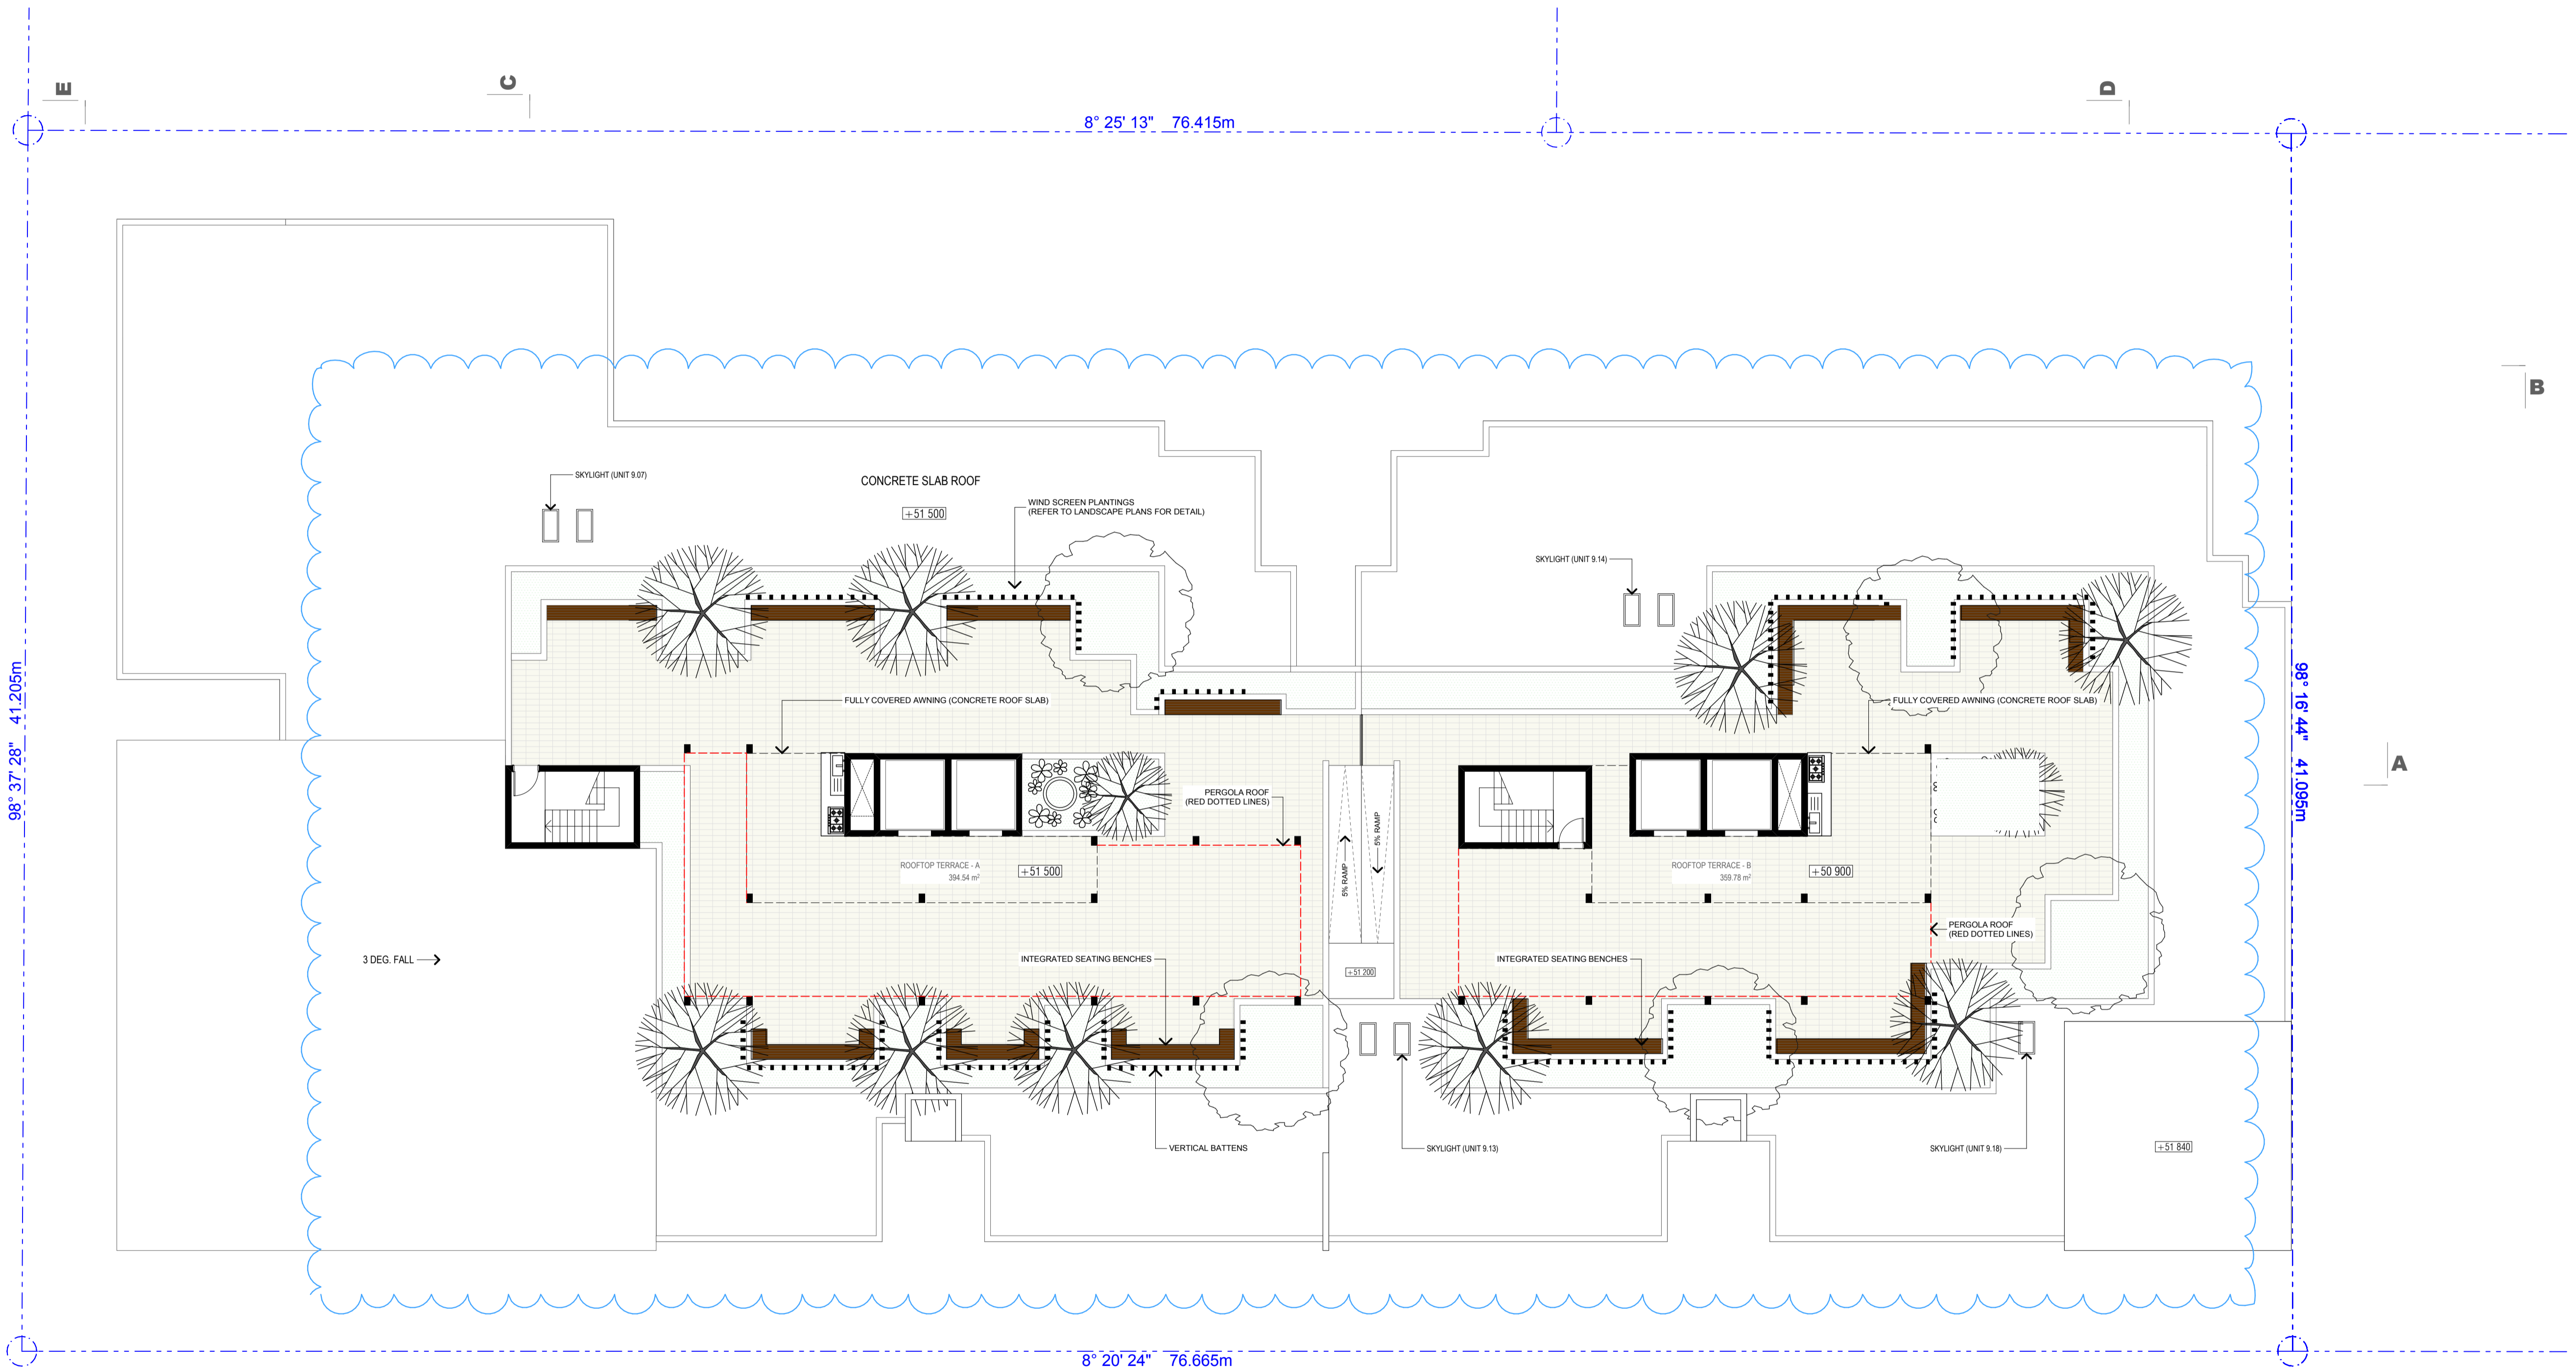 E
C
D
8° 25' 13" 76.415m
B
SKYLIGHT (UNIT 9.07)
CONCRETE SLAB ROOF
WIND SCREEN PLANTINGS
(REFER TO LANDSCAPE PLANS FOR DETAIL)
+51 500
SKYLIGHT (UNIT 9.14)
98° 37' 28" 41.205m
98° 16' 44" 41.095m
FULLY COVERED AWNING (CONCRETE ROOF SLAB)
FULLY COVERED AWNING (CONCRETE ROOF SLAB)
A
PERGOLA ROOF
(RED DOTTED LINES)
5% RAMP
5% RAMP
ROOFTOP TERRACE - A
394.54 m²
+51 500
ROOFTOP TERRACE - B
359.78 m²
+50 900
PERGOLA ROOF
(RED DOTTED LINES)
3 DEG. FALL
INTEGRATED SEATING BENCHES
INTEGRATED SEATING BENCHES
+51 200
VERTICAL BATTENS
SKYLIGHT (UNIT 9.13)
SKYLIGHT (UNIT 9.18)
+51 840
8° 20' 24" 76.665m